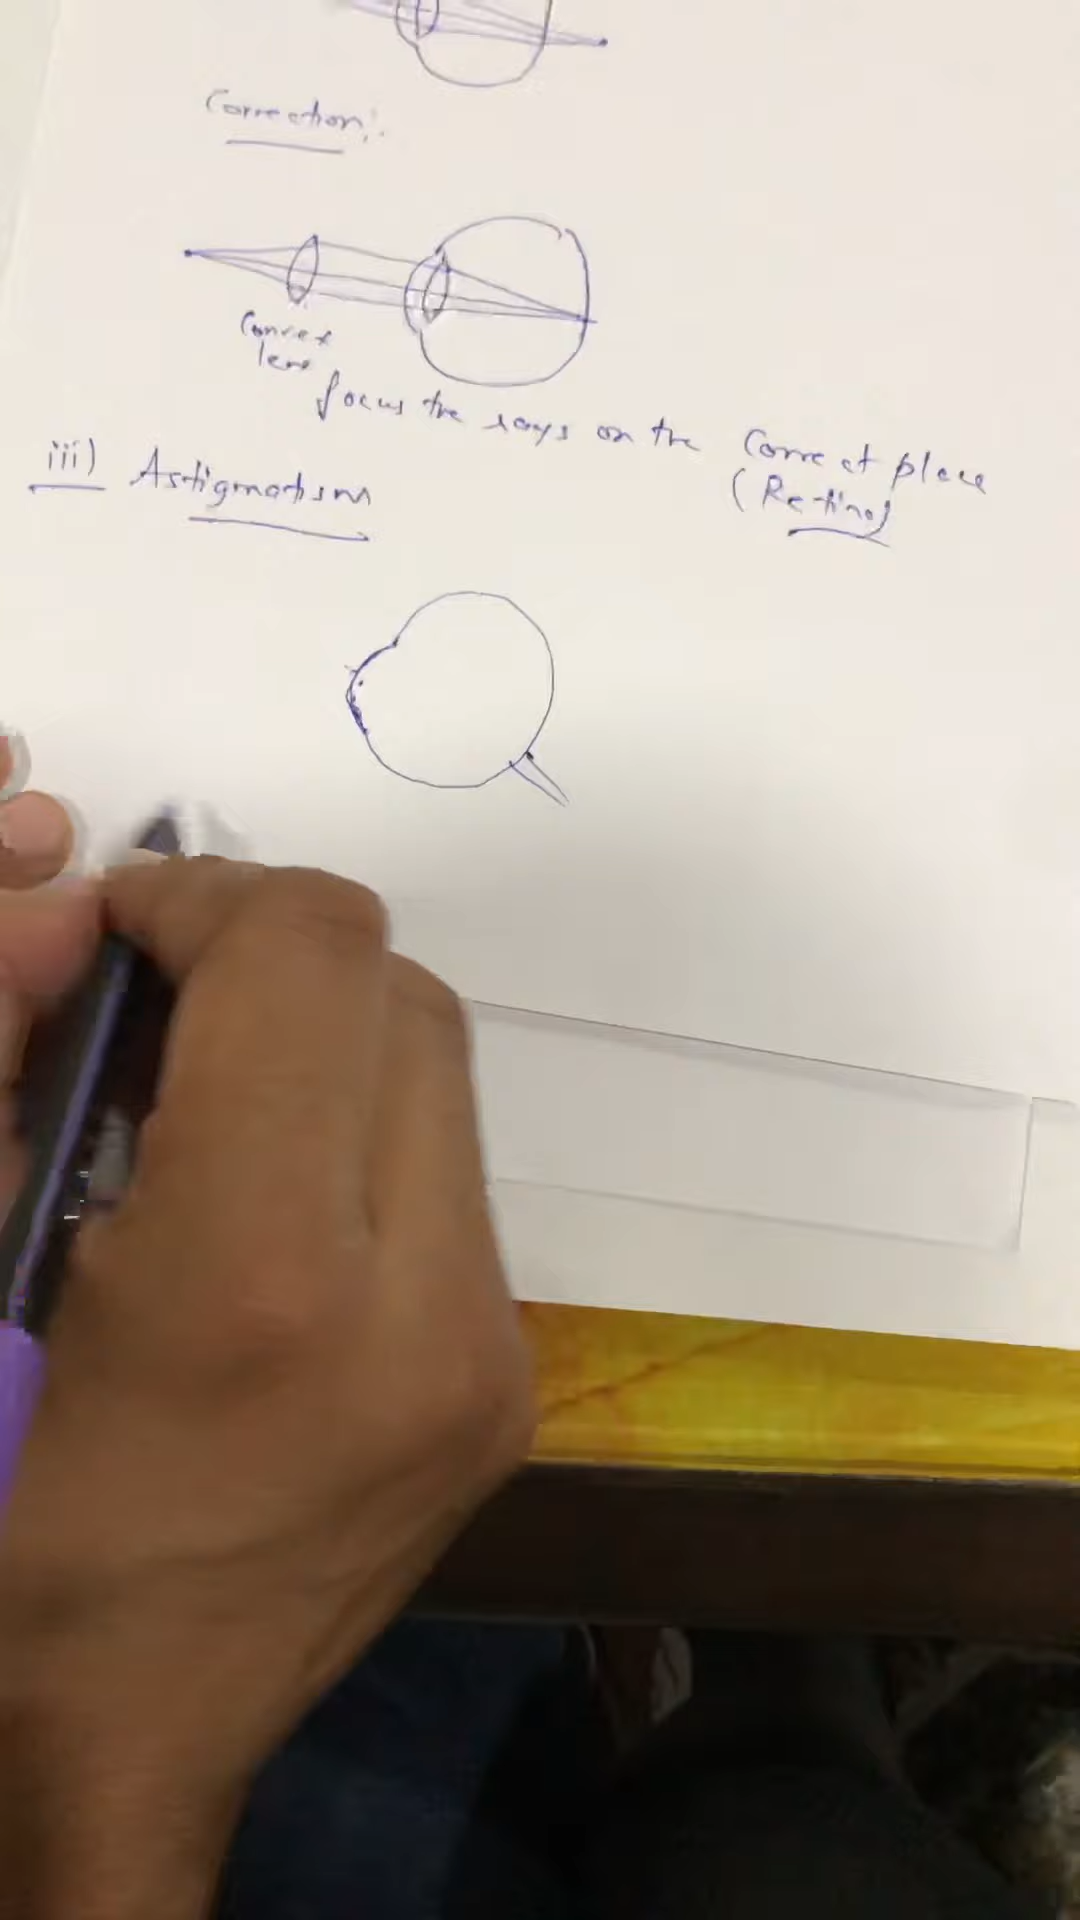 Correction:
Convex
lens
focus the rays on the Correct place
(Retina)
iii) Astigmatism